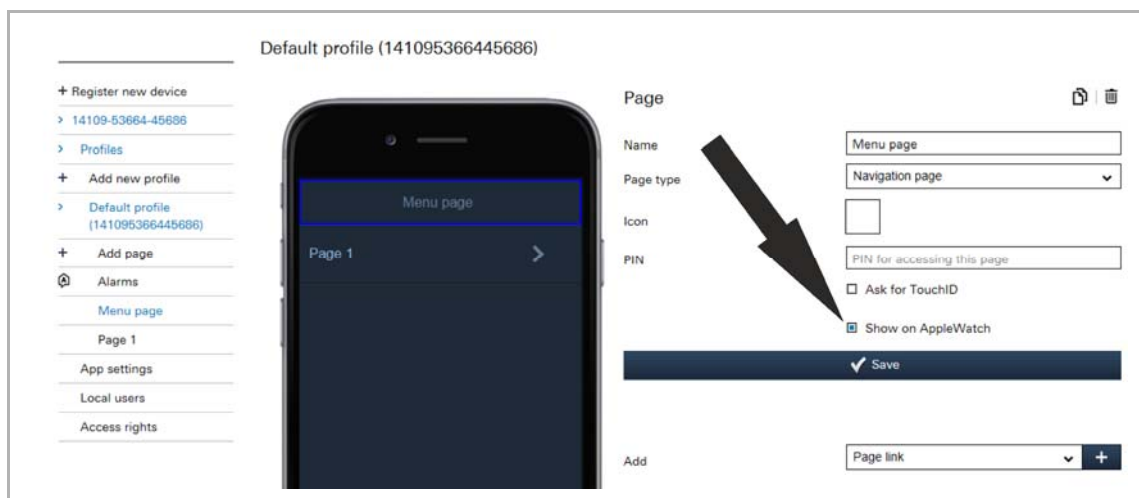 Default profile (141095366445686)
+ Register new device
> 14109-53664-45686
> Profiles
+ Add new profile
> Default profile
(141095366445686)
+ Add page
Alarms
Menu page
Page 1
App settings
Local users
Access rights
Menu page
Page 1
Page
Name
Menu page
Page type
Navigation page
Icon
PIN
PIN for accessing this page
Ask for TouchID
Show on AppleWatch
Save
Add
Page link
+